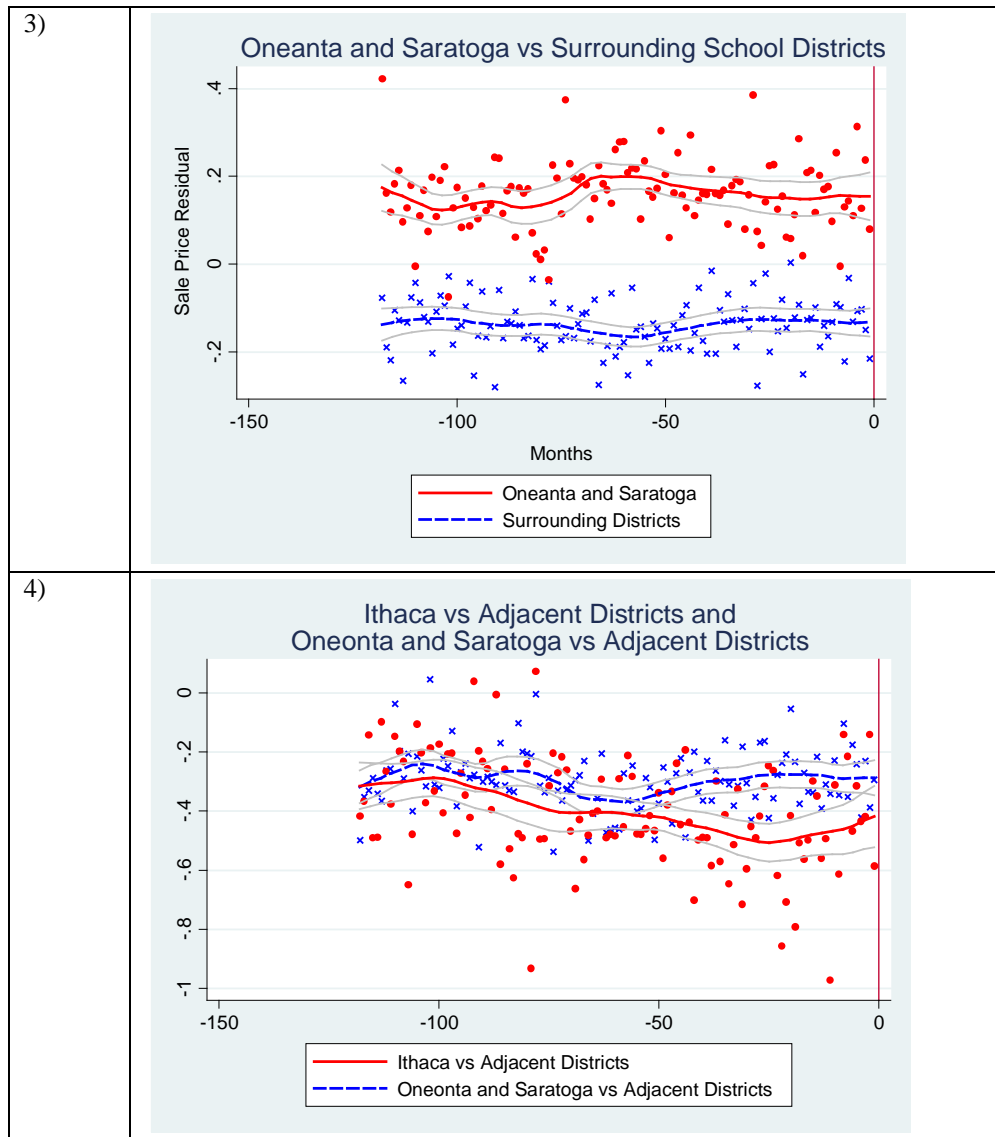 3)
Oneanta and Saratoga vs Surrounding School Districts
Sale Price Residual
.4
.2
0
-.2
-150
-100
-50
0
Months
Oneanta and Saratoga
Surrounding Districts
4)
Ithaca vs Adjacent Districts and
Oneonta and Saratoga vs Adjacent Districts
0
-.2
-.4
-.6
-.8
-1
-150
-100
-50
0
Ithaca vs Adjacent Districts
Oneonta and Saratoga vs Adjacent Districts